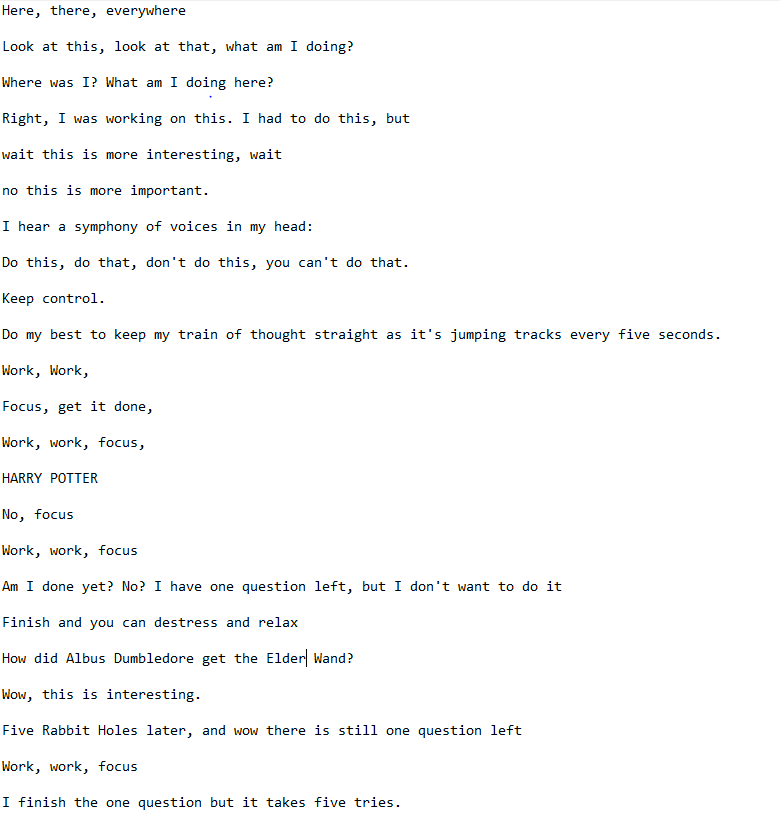 Here, there, everywhere
Look at this, look at that, what am I doing?
Where was I? What am I doing here?
Right, I was working on this. I had to do this, but
wait this is more interesting, wait
no this is more important.
I hear a symphony of voices in my head:
Do this, do that, don't do this, you can't do that.
Keep control.
Do my best to keep my train of thought straight as it's jumping tracks every five seconds.
Work, Work,
Focus, get it done,
Work, work, focus,
HARRY POTTER
No, focus
Work, work, focus
Am I done yet? No? I have one question left, but I don't want to do it
Finish and you can destress and relax
How did Albus Dumbledore get the Elder Wand?
Wow, this is interesting.
Five Rabbit Holes later, and wow there is still one question left
Work, work, focus
I finish the one question but it takes five tries.